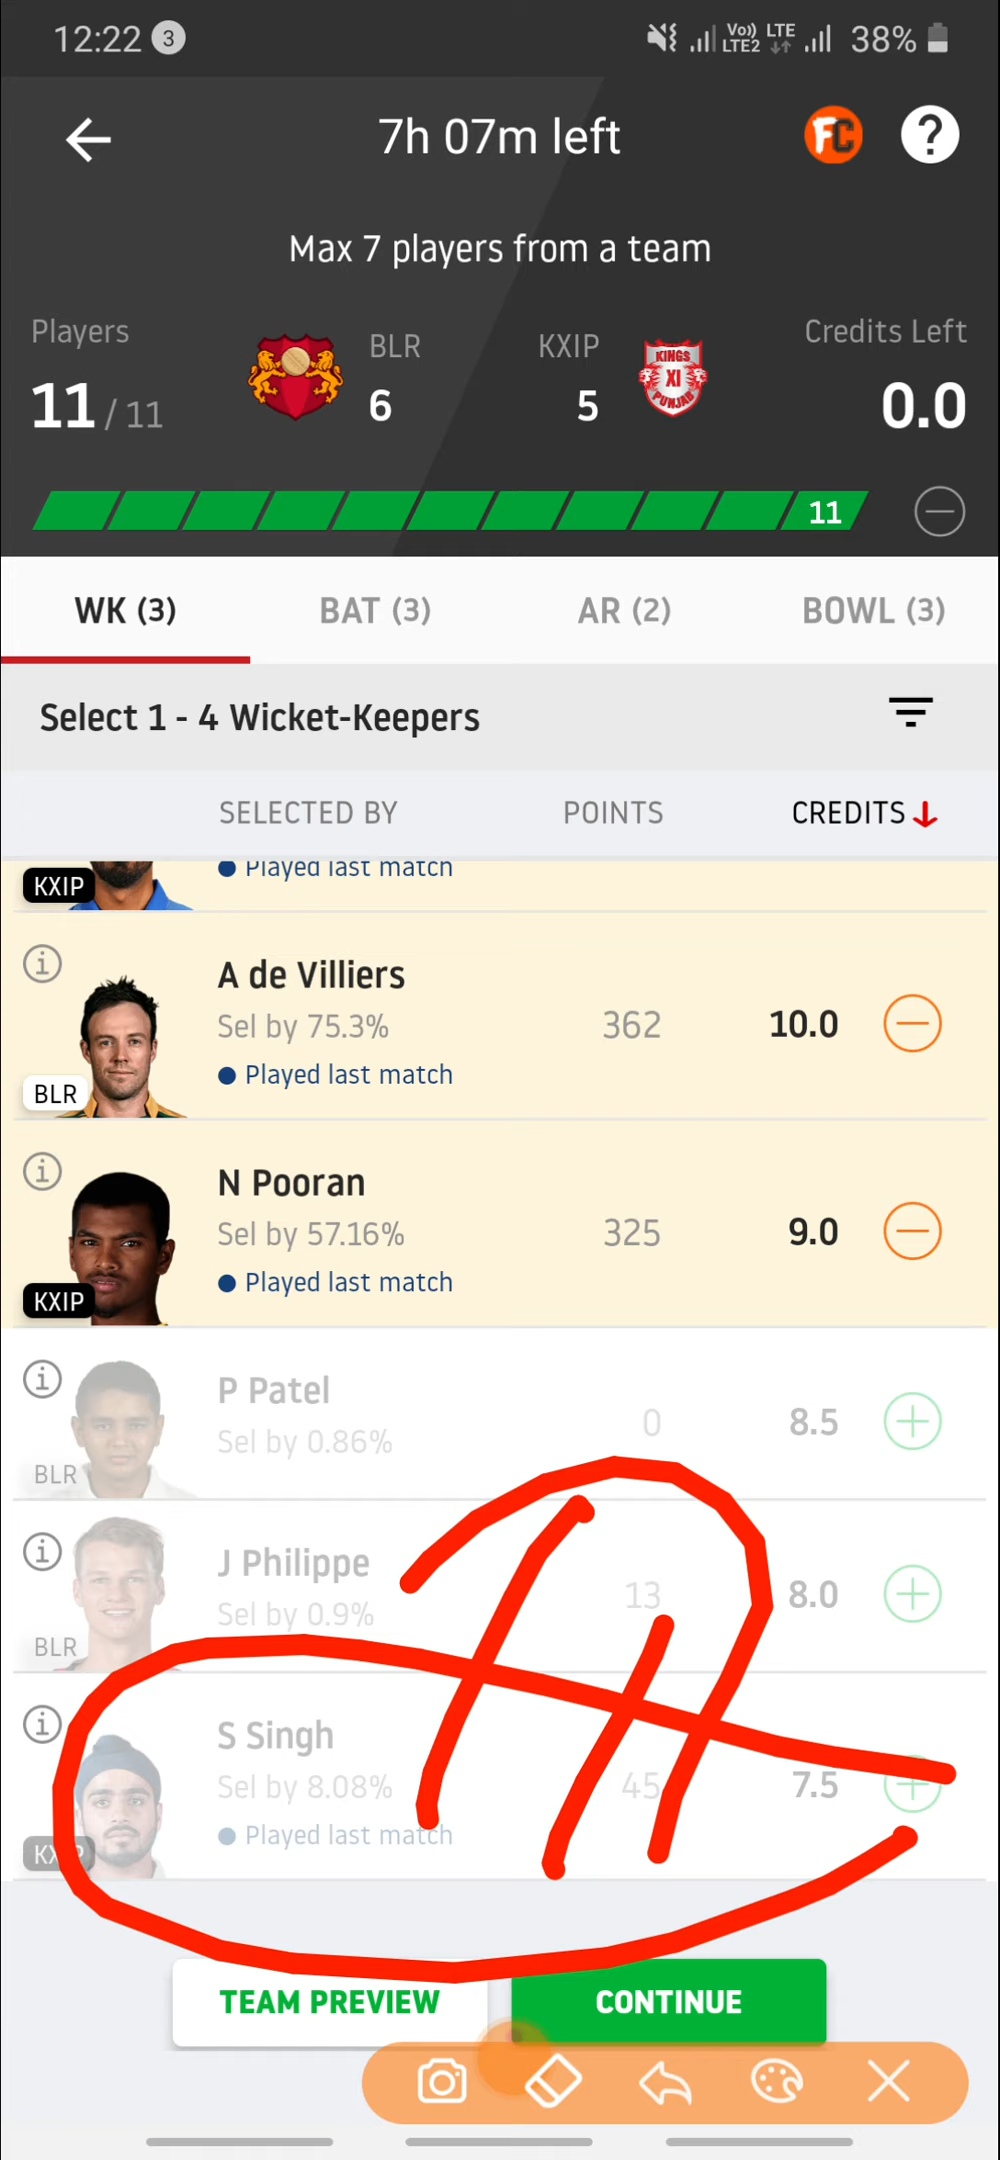 12:22 3 Vo)) LTE2 LTE 38%
7h 07m left FC ?
Max 7 players from a team
Players BLR KXIP KINGS XI PUNJAB Credits Left
11 / 11 6 5 0.0
11
WK (3) BAT (3) AR (2) BOWL (3)
Select 1 - 4 Wicket-Keepers
SELECTED BY POINTS CREDITS
KXIP Played last match
A de Villiers
Sel by 75.3% 362 10.0
Played last match
BLR
N Pooran
Sel by 57.16% 325 9.0
Played last match
KXIP
P Patel
Sel by 0.86% 0 8.5
BLR
J Philippe
Sel by 0.9% 13 8.0
BLR
S Singh
Sel by 8.08% 45 7.5
Played last match
KXIP
TEAM PREVIEW CONTINUE